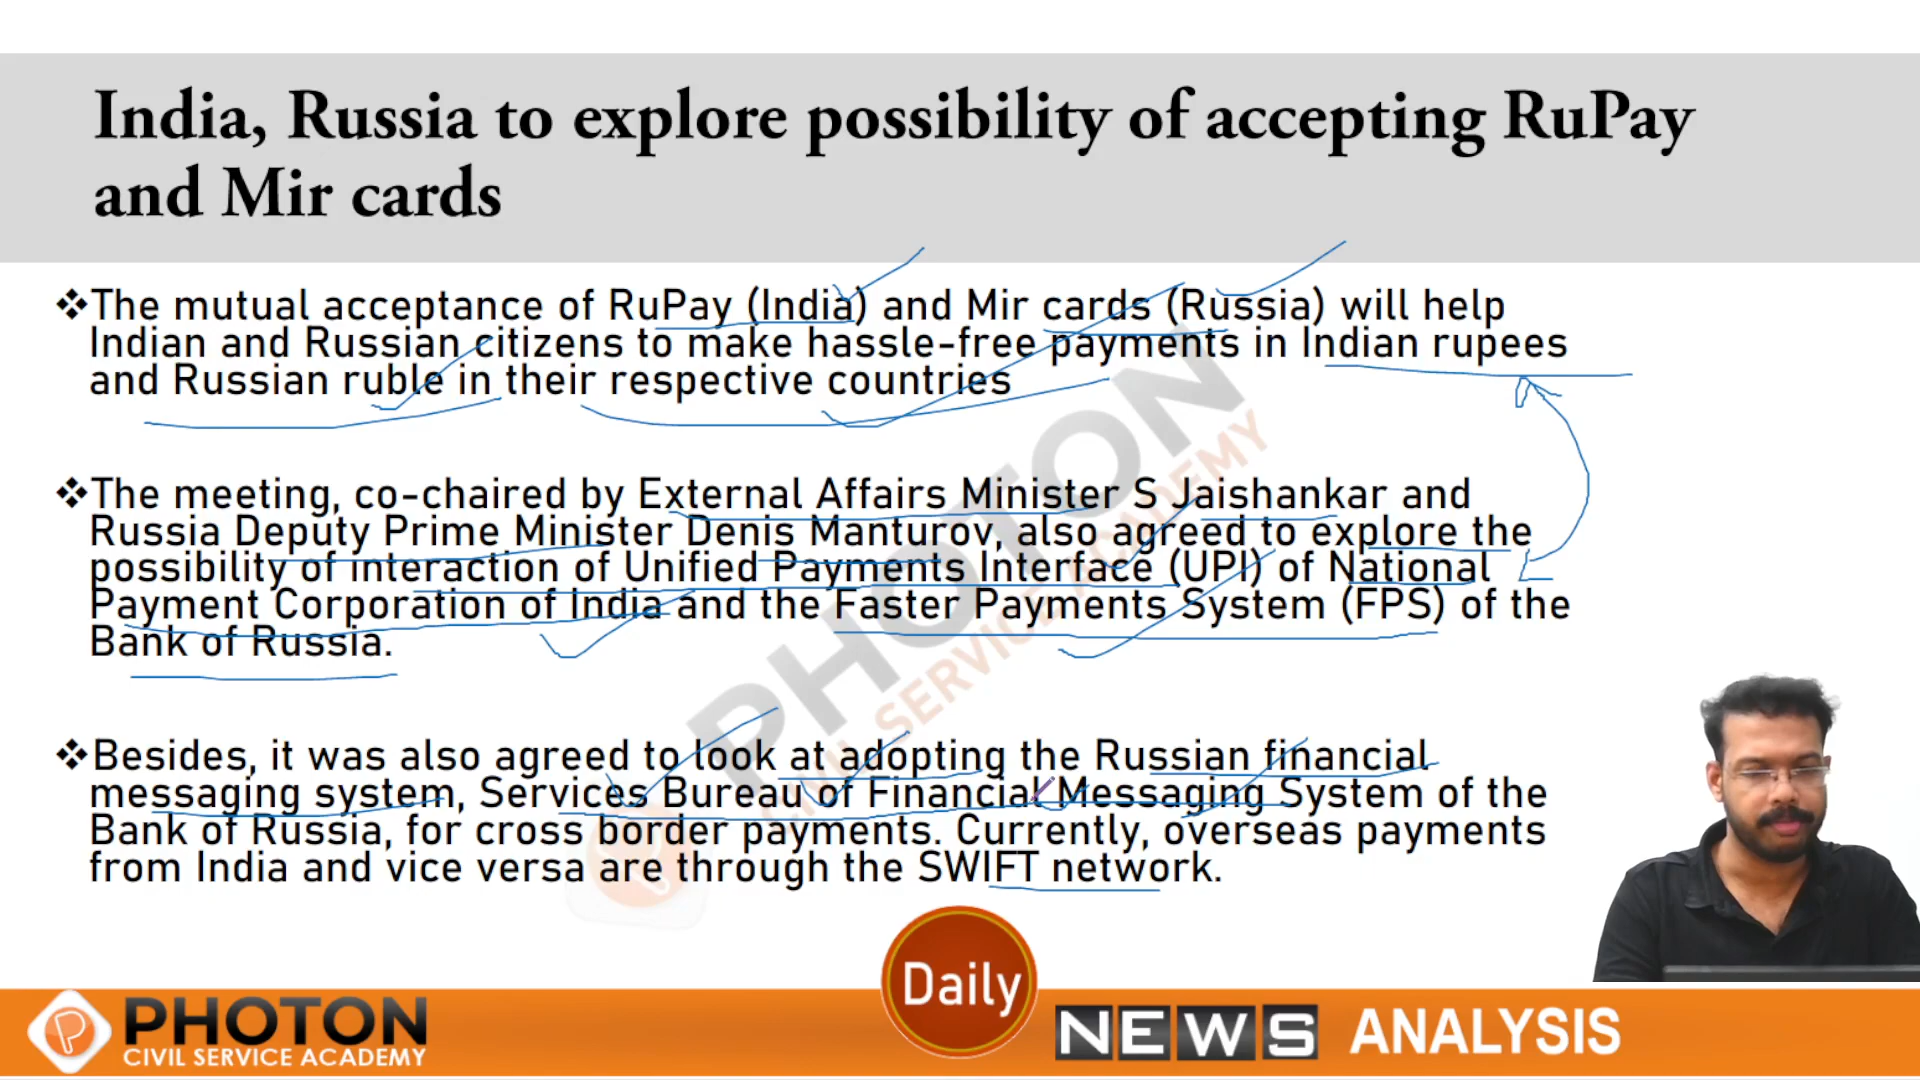 India, Russia to explore possibility of accepting RuPay
and Mir cards
❖The mutual acceptance of RuPay (India) and Mir cards (Russia) will help
Indian and Russian citizens to make hassle-free payments in Indian rupees
and Russian ruble in their respective countries
❖The meeting, co-chaired by External Affairs Minister S Jaishankar and
Russia Deputy Prime Minister Denis Manturov, also agreed to explore the
possibility of interaction of Unified Payments Interface (UPI) of National
Payment Corporation of India and the Faster Payments System (FPS) of the
Bank of Russia.
❖Besides, it was also agreed to look at adopting the Russian financial
messaging system, Services Bureau of Financial Messaging System of the
Bank of Russia, for cross border payments. Currently, overseas payments
from India and vice versa are through the SWIFT network.
PHOTON
CIVIL SERVICE ACADEMY
Daily
NEWS ANALYSIS
PHOTON
CIVIL SERVICE ACADEMY